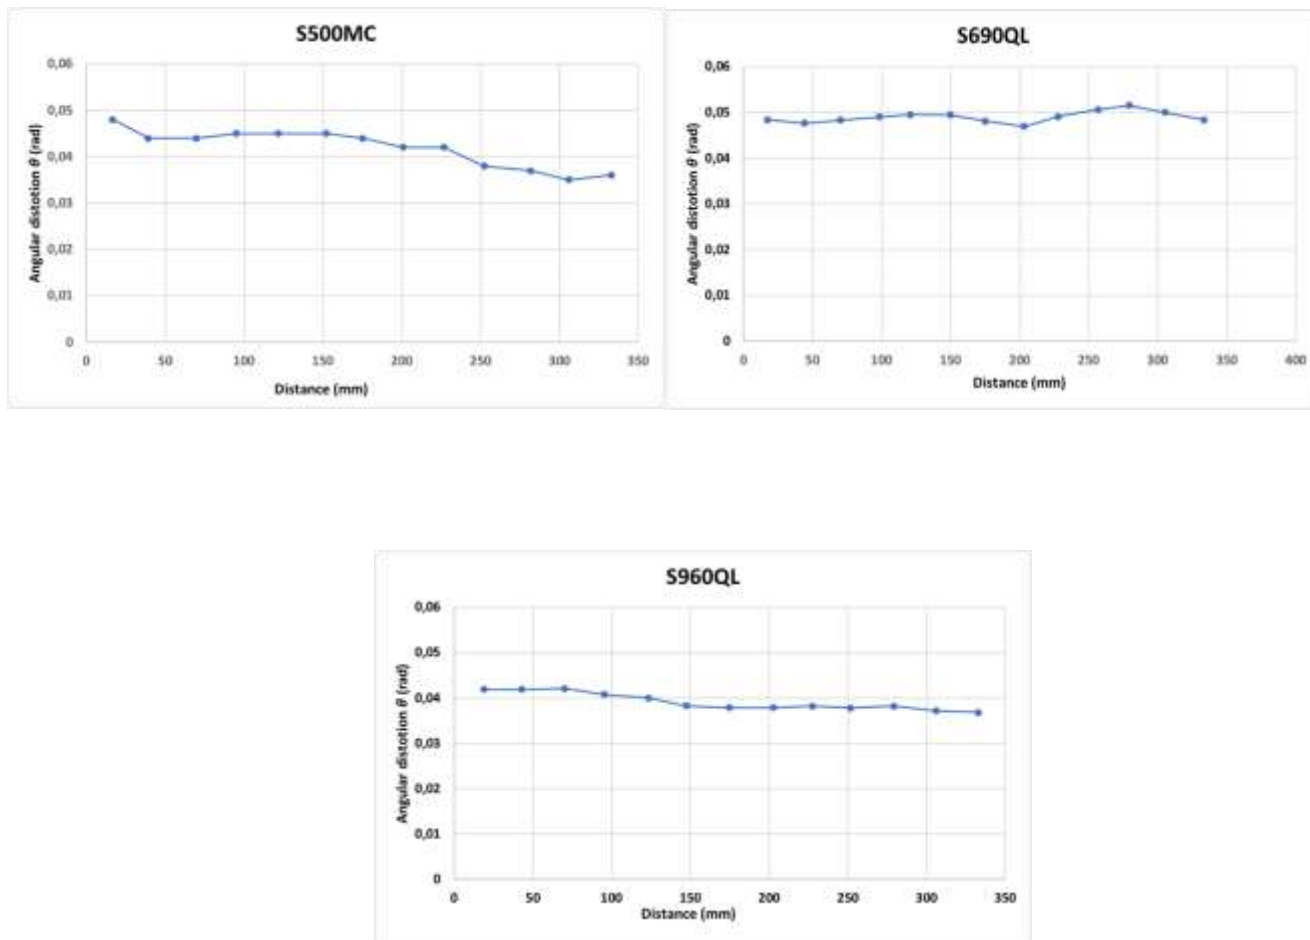 S500MC
Angular distotion θ (rad)
0,06
0,05
0,04
0,03
0,02
0,01
0
0 50 100 150 200 250 300 350
Distance (mm)
S690QL
Angular distotion θ (rad)
0,06
0,05
0,04
0,03
0,02
0,01
0
0 50 100 150 200 250 300 350 400
Distance (mm)
S960QL
Angular distotion θ (rad)
0,06
0,05
0,04
0,03
0,02
0,01
0
0 50 100 150 200 250 300 350
Distance (mm)